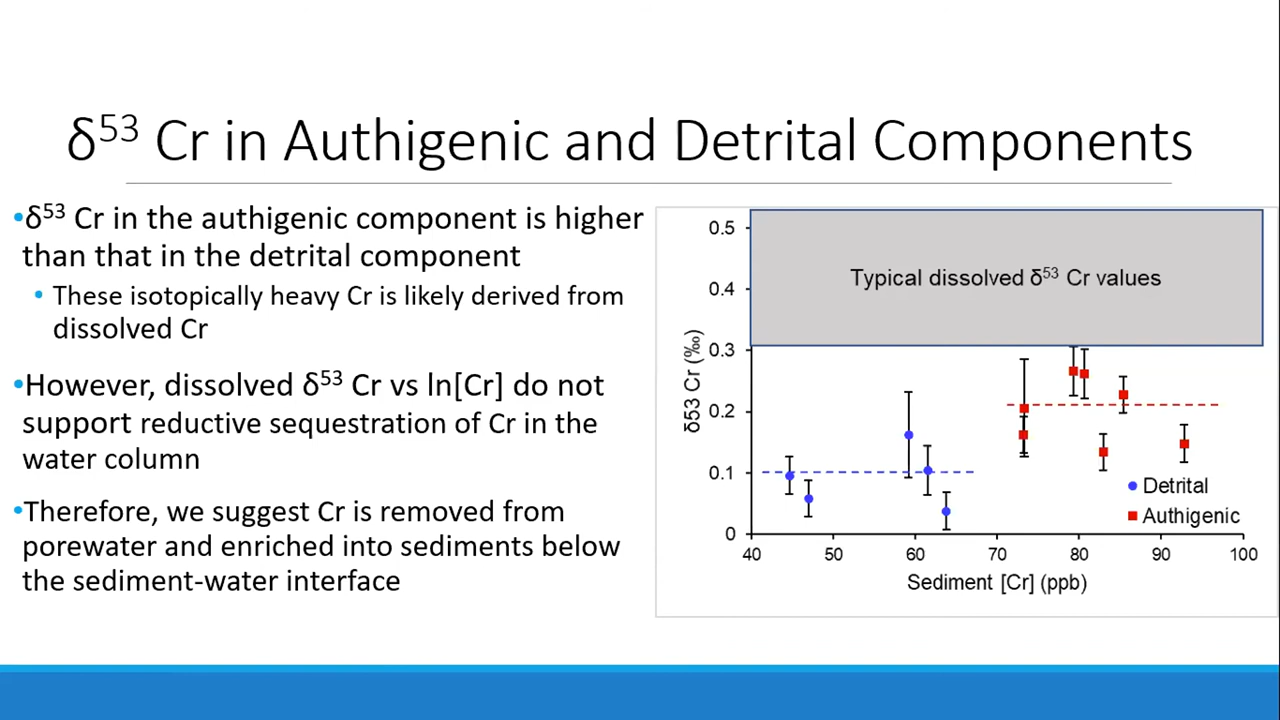 δ⁵³ Cr in Authigenic and Detrital Components
•δ⁵³ Cr in the authigenic component is higher
than that in the detrital component
• These isotopically heavy Cr is likely derived from
dissolved Cr
•However, dissolved δ⁵³ Cr vs ln[Cr] do not
support reductive sequestration of Cr in the
water column
•Therefore, we suggest Cr is removed from
porewater and enriched into sediments below
the sediment-water interface
Typical dissolved δ⁵³ Cr values
δ53 Cr (‰)
0.5
0.4
0.3
0.2
0.1
0
Detrital
Authigenic
40 50 60 70 80 90 100
Sediment [Cr] (ppb)